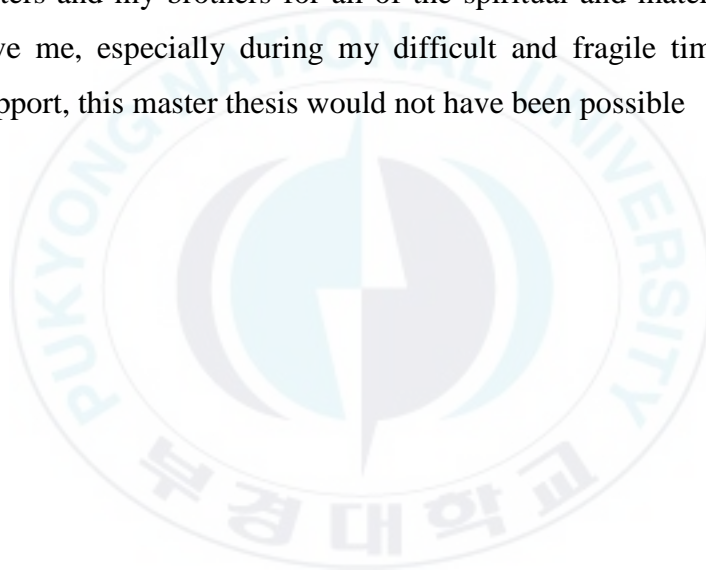 ters and my brothers for all of the spiritual and mater
ve me, especially during my difficult and fragile tim
pport, this master thesis would not have been possible
PUKYONG NATIONAL UNIVERSITY
부경대학교